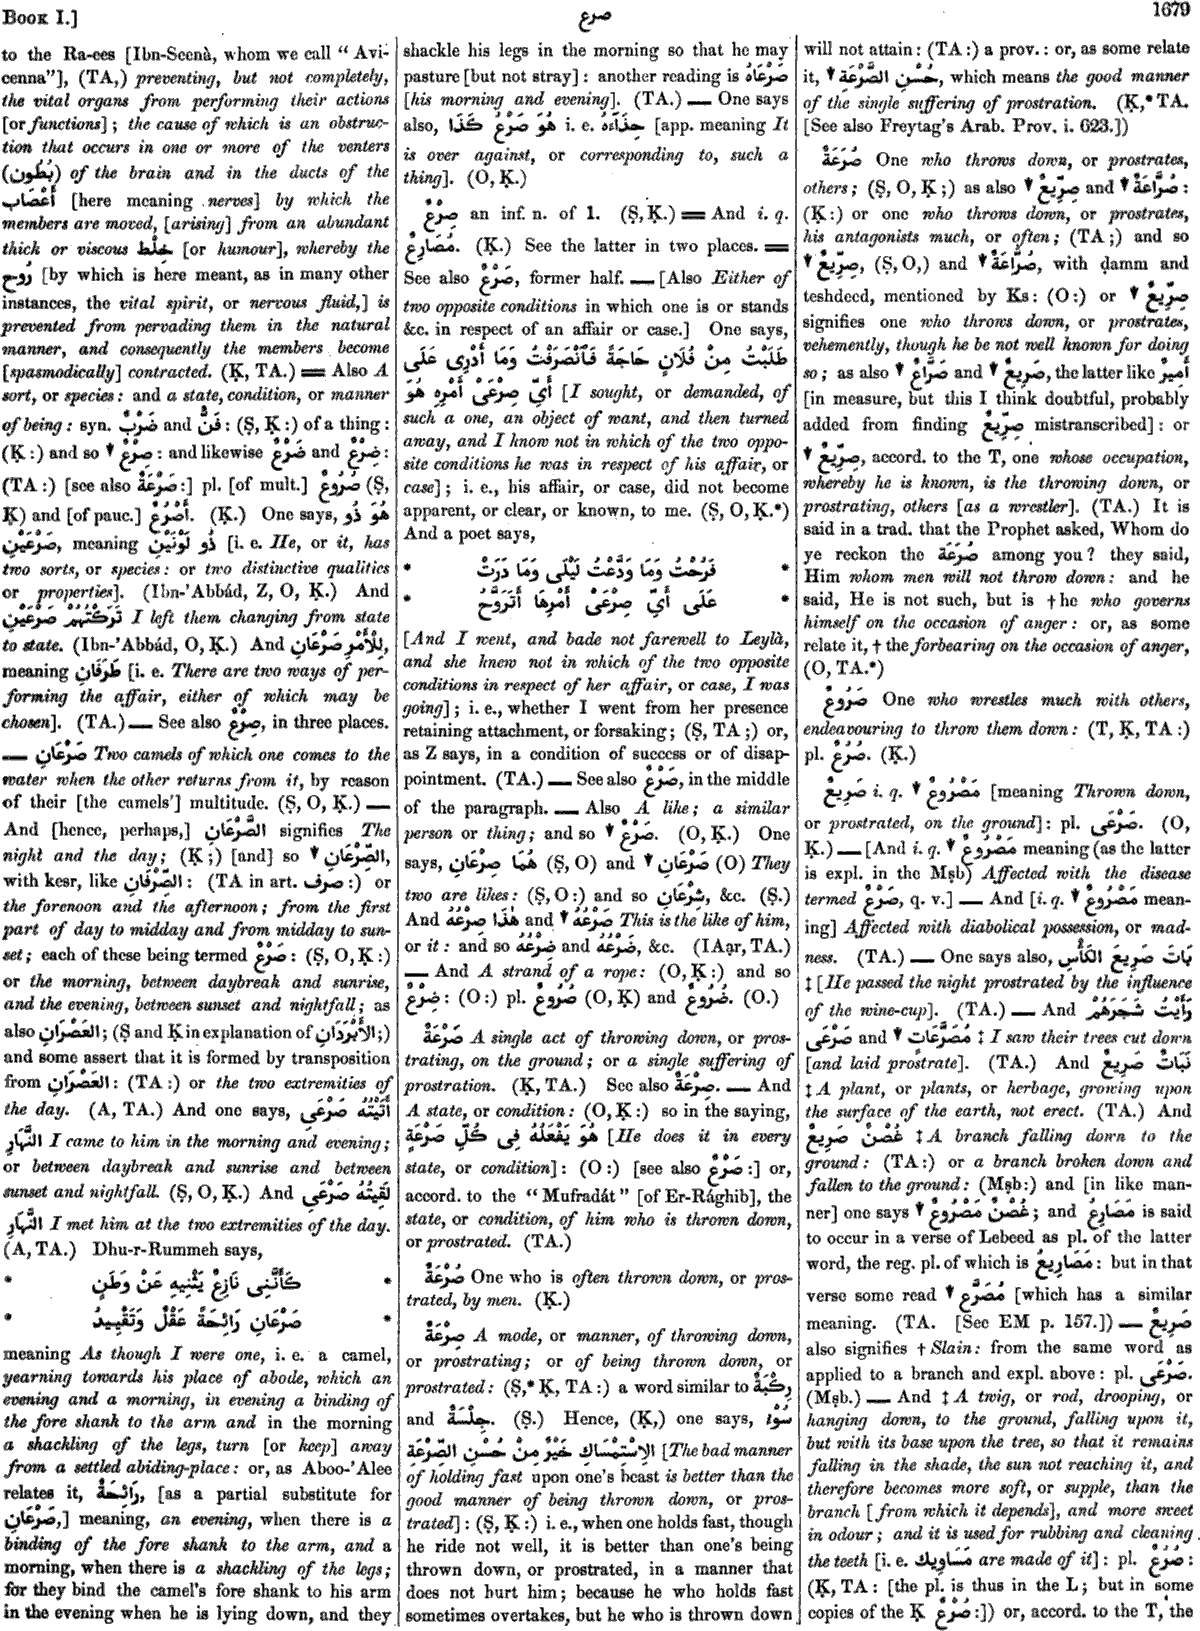 BOOK I.]
صرع
1679
to the Ra-ees [Ibn-Seenà, whom we call “Avi-
cenna”], (TA,) preventing, but not completely,
the vital organs from performing their actions
[or functions]; the cause of which is an obstruc-
tion that occurs in one or more of the venters
(بُطُون) of the brain and in the ducts of the
أَعْصَاب [here meaning nerves] by which the
members are moved, [arising] from an abundant
thick or viscous خِلْط [or humour], whereby the
رُوح [by which is here meant, as in many other
instances, the vital spirit, or nervous fluid,] is
prevented from pervading them in the natural
manner, and consequently the members become
[spasmodically] contracted. (Ḳ, TA.) ⹀ Also A
sort, or species: and a state, condition, or manner
of being: syn. ضَرْبٌ and فَنٌّ: (Ṣ, Ḳ:) of a thing:
(Ḳ:) and so ▾ صِرْعٌ: and likewise ضَرْعٌ and ضِرْعٌ:
(TA:) [see also صَرْعَةٌ:] pl. [of mult.] صُرُوعٌ (Ṣ,
Ḳ) and [of pauc.] أَصْرُعٌ. (Ḳ.) One says, هُوَ ذُو
صَرْعَيْنِ, meaning ذُو لَوْنَيْنِ [i. e. He, or it, has
two sorts, or species: or two distinctive qualities
or properties]. (Ibn-’Abbád, Z, O, Ḳ.) And
تَرَكْتُهُمْ صَرْعَيْنِ I left them changing from state
to state. (Ibn-’Abbád, O, Ḳ.) And لِلْأَمْرِ صَرْعَانِ,
meaning طَرَفَانِ [i. e. There are two ways of per-
forming the affair, either of which may be
chosen]. (TA.) — See also صِرْعٌ, in three places.
— صَرْعَانِ Two camels of which one comes to the
water when the other returns from it, by reason
of their [the camels’] multitude. (Ṣ, O, Ḳ.) —
And [hence, perhaps,] الصَّرْعَانِ signifies The
night and the day; (Ḳ;) [and] so ▾ الصِّرْعَانِ,
with kesr, like الصِّرْفَانِ: (TA in art. صرف:) or
the forenoon and the afternoon; from the first
part of day to midday and from midday to sun-
set; each of these being termed صَرْعٌ: (Ṣ, O, Ḳ:)
or the morning, between daybreak and sunrise,
and the evening, between sunset and nightfall; as
also العَصْرَانِ; (Ṣ and Ḳ in explanation of الأَبْرَدَانِ;)
and some assert that it is formed by transposition
from العَصْرَانِ: (TA:) or the two extremities of
the day. (A, TA.) And one says, أَتَيْتُهُ صَرْعَىِ
النَّهَارِ I came to him in the morning and evening;
or between daybreak and sunrise and between
sunset and nightfall. (Ṣ, O, Ḳ.) And لَقِيتُهُ صَرْعَىِ
النَّهَارِ I met him at the two extremities of the day.
(A, TA.) Dhu-r-Rummeh says,
* كَأَنَّنِى نَازِعٌ يَثْنِيهِ عَنْ وَطَنٍ *
* صَرْعَانِ رَائِحَةً عَقْلٌ وَتَقْيِيدُ *
meaning As though I were one, i. e. a camel,
yearning towards his place of abode, which an
evening and a morning, in evening a binding of
the fore shank to the arm and in the morning
a shackling of the legs, turn [or keep] away
from a settled abiding-place: or, as Aboo-’Alee
relates it, رَائِحَةٌ, [as a partial substitute for
صَرْعَانِ,] meaning, an evening, when there is a
binding of the fore shank to the arm, and a
morning, when there is a shackling of the legs;
for they bind the camel’s fore shank to his arm
in the evening when he is lying down, and they
shackle his legs in the morning so that he may
pasture [but not stray]: another reading is صَرْعَاهُ
[his morning and evening]. (TA.) — One says
also, هُوَ صَرْعُ كَذَا i. e. حِذَآءَهُ [app. meaning It
is over against, or corresponding to, such a
thing]. (O, Ḳ.)
صِرْعٌ an inf. n. of 1. (Ṣ, Ḳ.) ⹀ And i. q.
مُصَارِعٌ. (Ḳ.) See the latter in two places. ⹀
See also صَرْعٌ, former half. — [Also Either of
two opposite conditions in which one is or stands
&c. in respect of an affair or case.] One says,
طَلَبْتُ مِنْ فُلَانٍ حَاجَةً فَٱنْصَرَفْتُ وَمَا أَدْرِى عَلَى
أَىِّ صِرْعَىْ أَمْرِهِ هُوَ [I sought, or demanded, of
such a one, an object of want, and then turned
away, and I know not in which of the two oppo-
site conditions he was in respect of his affair, or
case]; i. e., his affair, or case, did not become
apparent, or clear, or known, to me. (Ṣ, O, Ḳ.*)
And a poet says,
* فَرُحْتُ وَمَا وَدَّعْتُ لَيْلَى وَمَا دَرَتْ *
* عَلَى أَىِّ صِرْعَىْ أَمْرِهَا أَتَرَوَّحُ *
[And I went, and bade not farewell to Leylà,
and she knew not in which of the two opposite
conditions in respect of her affair, or case, I was
going]; i. e., whether I went from her presence
retaining attachment, or forsaking; (Ṣ, TA;) or,
as Z says, in a condition of success or of disap-
pointment. (TA.) — See also صَرْعٌ, in the middle
of the paragraph. — Also A like; a similar
person or thing; and so ▾ صَرْعٌ. (O, Ḳ.) One
says, هُمَا صِرْعَانِ (Ṣ, O) and ▾ صَرْعَانِ (O) They
two are likes: (Ṣ, O:) and so شِرْعَانِ, &c. (Ṣ.)
And هٰذَا صِرْعُهُ and ▾ صَرْعُهُ This is the like of him,
or it: and so ضِرْعُهُ and ضَرْعُهُ, &c. (IAạr, TA.)
— And A strand of a rope: (O, Ḳ:) and so
ضِرْعٌ: (O:) pl. صُرُوعٌ (O, Ḳ) and ضُرُوعٌ. (O.)
صَرْعَةٌ A single act of throwing down, or pros-
trating, on the ground; or a single suffering of
prostration. (Ḳ, TA.) See also صِرْعَةٌ. — And
A state, or condition: (O, Ḳ:) so in the saying,
هُوَ يَفْعَلُهُ فِى كُلِّ صَرْعَةٍ [He does it in every
state, or condition]: (O:) [see also صَرْعٌ:] or,
accord. to the “Mufradát” [of Er-Rághib], the
state, or condition, of him who is thrown down,
or prostrated. (TA.)
صُرْعَةٌ One who is often thrown down, or pros-
trated, by men. (Ḳ.)
صِرْعَةٌ A mode, or manner, of throwing down,
or prostrating; or of being thrown down, or
prostrated: (Ṣ,* Ḳ, TA:) a word similar to رِكْبَةٌ
and جِلْسَةٌ. (Ṣ.) Hence, (Ḳ,) one says, سُوْءُ
الاِسْتِمْسَاكِ خَيْرٌ مِنْ حُسْنِ الصِّرْعَةِ [The bad manner
of holding fast upon one’s beast is better than the
good manner of being thrown down, or pros-
trated]: (Ṣ, Ḳ:) i. e., when one holds fast, though
he ride not well, it is better than one’s being
thrown down, or prostrated, in a manner that
does not hurt him; because he who holds fast
sometimes overtakes, but he who is thrown down
will not attain: (TA:) a prov.: or, as some relate
it, ▾ حُسْنِ الصَّرْعَةِ, which means the good manner
of the single suffering of prostration. (Ḳ,* TA.
[See also Freytag’s Arab. Prov. i. 623.])
صُرَعَةٌ One who throws down, or prostrates,
others; (Ṣ, O, Ḳ;) as also ▾ صِرِّيعٌ and ▾ صُرَّاعَةٌ:
(Ḳ:) or one who throws down, or prostrates,
his antagonists much, or often; (TA;) and so
▾ صِرِّيعٌ, (Ṣ, O,) and ▾ صُرَّاعَةٌ, with ḍamm and
teshdeed, mentioned by Ks: (O:) or ▾ صِرِّيعٌ
signifies one who throws down, or prostrates,
vehemently, though he be not well known for doing
so; as also ▾ صَرَّاعٌ and ▾ صَرِيعٌ, the latter like أَمِيرٌ
[in measure, but this I think doubtful, probably
added from finding صِرِّيعٌ mistranscribed]: or
▾ صِرِّيعٌ, accord. to the T, one whose occupation,
whereby he is known, is the throwing down, or
prostrating, others [as a wrestler]. (TA.) It is
said in a trad. that the Prophet asked, Whom do
ye reckon the صُرَعَة among you? they said,
Him whom men will not throw down: and he
said, He is not such, but is † he who governs
himself on the occasion of anger: or, as some
relate it, † the forbearing on the occasion of anger,
(O, TA.*)
صَرُوعٌ One who wrestles much with others,
endeavouring to throw them down: (T, Ḳ, TA:)
pl. صُرُعٌ. (Ḳ.)
صَرِيعٌ i. q. ▾ مَصْرُوعٌ [meaning Thrown down,
or prostrated, on the ground]: pl. صَرْعَى. (O,
Ḳ.) — [And i. q. ▾ مَصْرُوعٌ meaning (as the latter
is expl. in the Mṣb) Affected with the disease
termed صَرْعٌ, q. v.] — And [i. q. ▾ مَصْرُوعٌ mean-
ing] Affected with diabolical possession, or mad-
ness. (TA.) — One says also, بَاتَ صَرِيعَ الكَأْسِ
‡ [He passed the night prostrated by the influence
of the wine-cup]. (TA.) — And رَأَيْتُ شَجَرَهُمْ
صَرْعَى and ▾ مُصَرَّعَاتٍ ‡ I saw their trees cut down
[and laid prostrate]. (TA.) And نَبَاتٌ صَرِيعٌ
‡ A plant, or plants, or herbage, growing upon
the surface of the earth, not erect. (TA.) And
غُصْنٌ صَرِيعٌ ‡ A branch falling down to the
ground: (TA:) or a branch broken down and
fallen to the ground: (Mṣb:) and [in like man-
ner] one says ▾ غُصْنٌ مَصْرُوعٌ; and مَصَارِعُ is said
to occur in a verse of Lebeed as pl. of the latter
word, the reg. pl. of which is مَصَارِيعُ: but in that
verse some read ▾ مُصَرَّع [which has a similar
meaning. (TA. [See EM p. 157.]) — صَرِيعٌ
also signifies † Slain: from the same word as
applied to a branch and expl. above: pl. صَرْعَى.
(Mṣb.) — And ‡ A twig, or rod, drooping, or
hanging down, to the ground, falling upon it,
but with its base upon the tree, so that it remains
falling in the shade, the sun not reaching it, and
therefore becomes more soft, or supple, than the
branch [from which it depends], and more sweet
in odour; and it is used for rubbing and cleaning
the teeth [i. e. مَسَاوِيك are made of it]: pl. صُرُعٌ:
(Ḳ, TA: [the pl. is thus in the L; but in some
copies of the Ḳ صُرْعٌ:]) or, accord. to the T, the